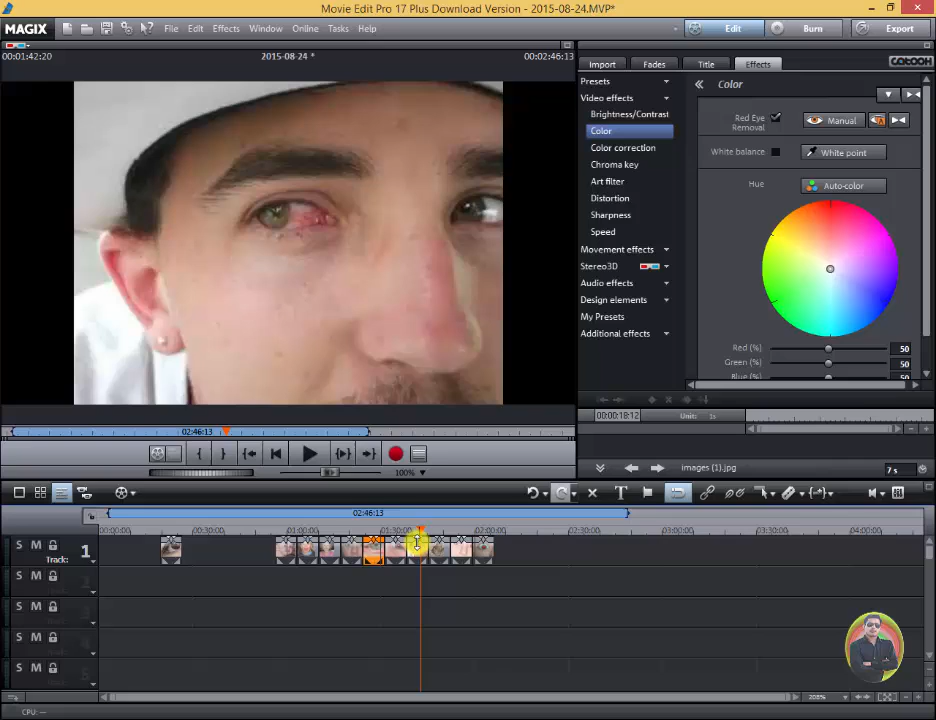 Movie Edit Pro 17 Plus Download Version - 2015-08-24.MVP*
MAGIX
File Edit Effects Window Online Tasks Help
Edit Burn Export
00:01:42:20 2015-08-24 * 00:02:46:13
Import Fades Title Effects catooh
Presets
Video effects
Brightness/Contrast
Color
Color correction
Chroma key
Art filter
Distortion
Sharpness
Speed
Movement effects
Stereo3D
Audio effects
Design elements
My Presets
Additional effects
Color
Red Eye
Removal
Manual
White balance
White point
Hue
Auto-color
Red (%) 50
Green (%) 50
Blue (%) 50
00:00:18:12 Unit: 1s
02:46:13
100%
images (1).jpg 7 s
02:46:13
00:00:00 00:30:00 01:00:00 01:30:00 02:00:00 02:30:00 03:00:00 03:30:00 04:00:00
S M 1
Track:
S M 2
S M 3
S M 4
S M 5
208%
CPU: —